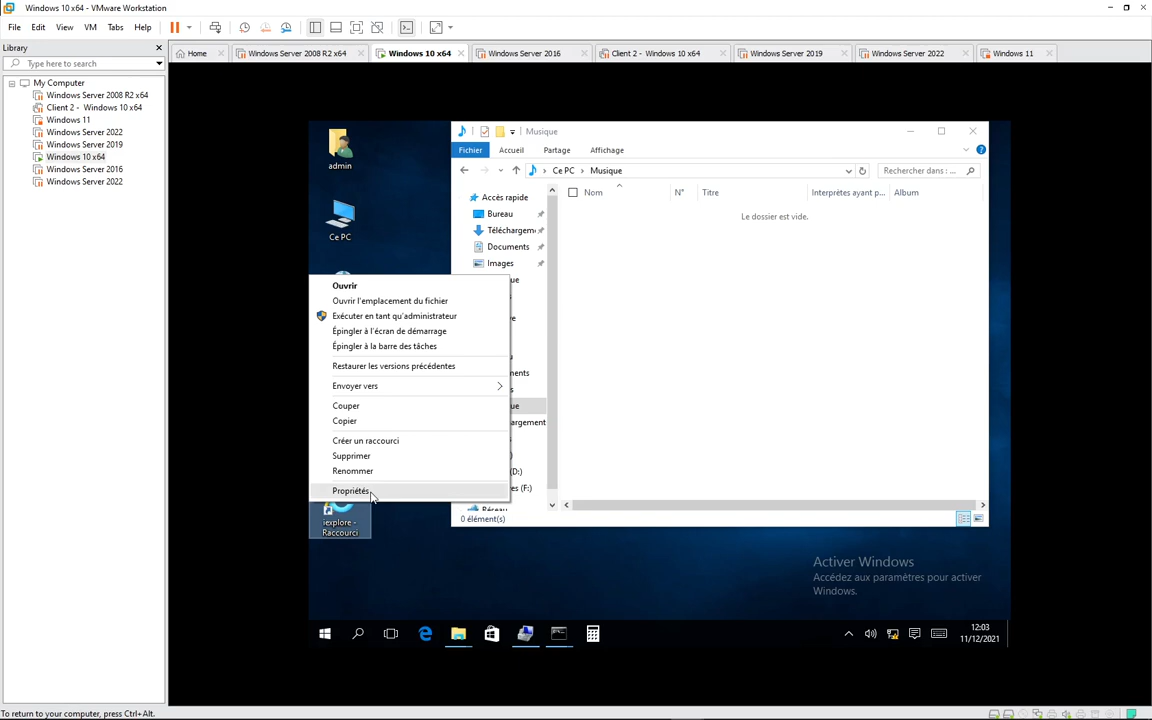 Windows 10 x64 - VMware Workstation
File Edit View VM Tabs Help
Library
Type here to search
My Computer
Windows Server 2008 R2 x64
Client 2 - Windows 10 x64
Windows 11
Windows Server 2022
Windows Server 2019
Windows 10 x64
Windows Server 2016
Windows Server 2022
Home Windows Server 2008 R2 x64 Windows 10 x64 Windows Server 2016 Client 2 - Windows 10 x64 Windows Server 2019 Windows Server 2022 Windows 11
admin
Ce PC
Musique
Fichier Accueil Partage Affichage
Ce PC > Musique
Rechercher dans : ...
Accès rapide
Bureau
Téléchargem
Documents
Images
Nom N° Titre Interprètes ayant p... Album
Le dossier est vide.
Ouvrir
Ouvrir l'emplacement du fichier
Exécuter en tant qu'administrateur
Épingler à l'écran de démarrage
Épingler à la barre des tâches
Restaurer les versions précédentes
Envoyer vers
Couper
Copier
Créer un raccourci
Supprimer
Renommer
Propriétés
ue
ve
ments
ue
argement
(D:)
es (F:)
Réseau
0 élément(s)
iexplore -
Raccourci
Activer Windows
Accédez aux paramètres pour activer
Windows.
12:03
11/12/2021
To return to your computer, press Ctrl+Alt.